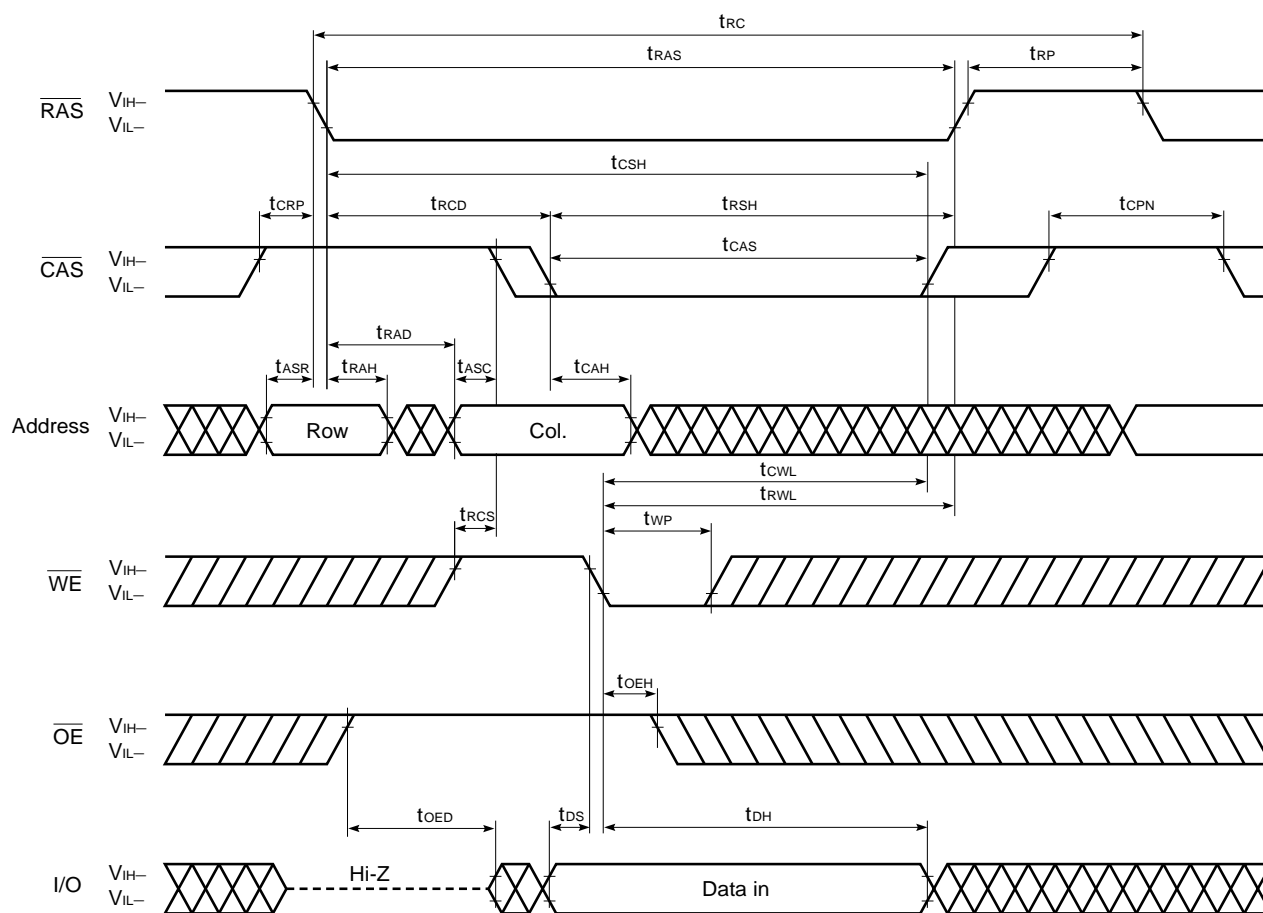 tRC
tRAS
tRP
RAS
VIH–
VIL–
tCSH
tCRP
tRCD
tRSH
tCPN
tCAS
CAS
VIH–
VIL–
tRAD
tASR
tRAH
tASC
tCAH
Address
VIH–
VIL–
Row
Col.
tCWL
tRWL
tRCS
tWP
WE
VIH–
VIL–
tOEH
OE
VIH–
VIL–
tOED
tDS
tDH
I/O
VIH–
VIL–
Hi-Z
Data in